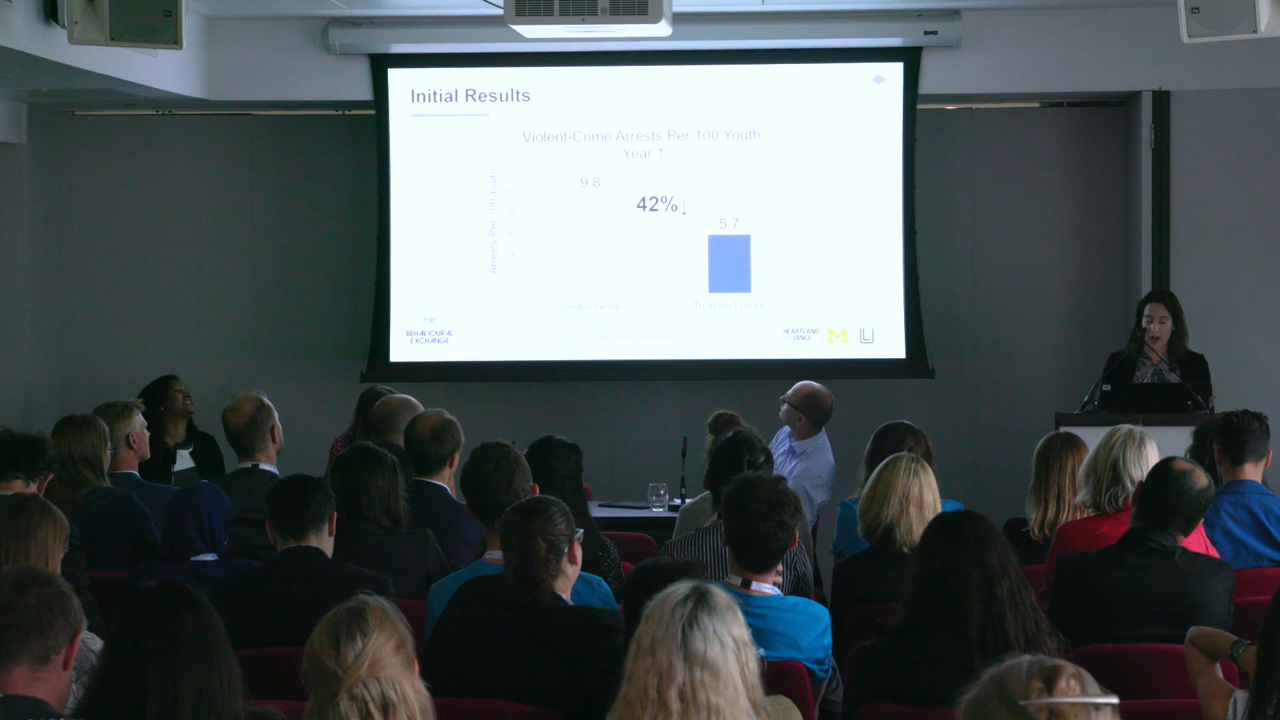 Initial Results
Violent-Crime Arrests Per 100 Youth,
Year 1
Arrests Per 100 Youth
9.8
42%↓
5.7
Control Group
Treatment Group
BEHAVIOURAL
EXCHANGE
HEARTLAND
M